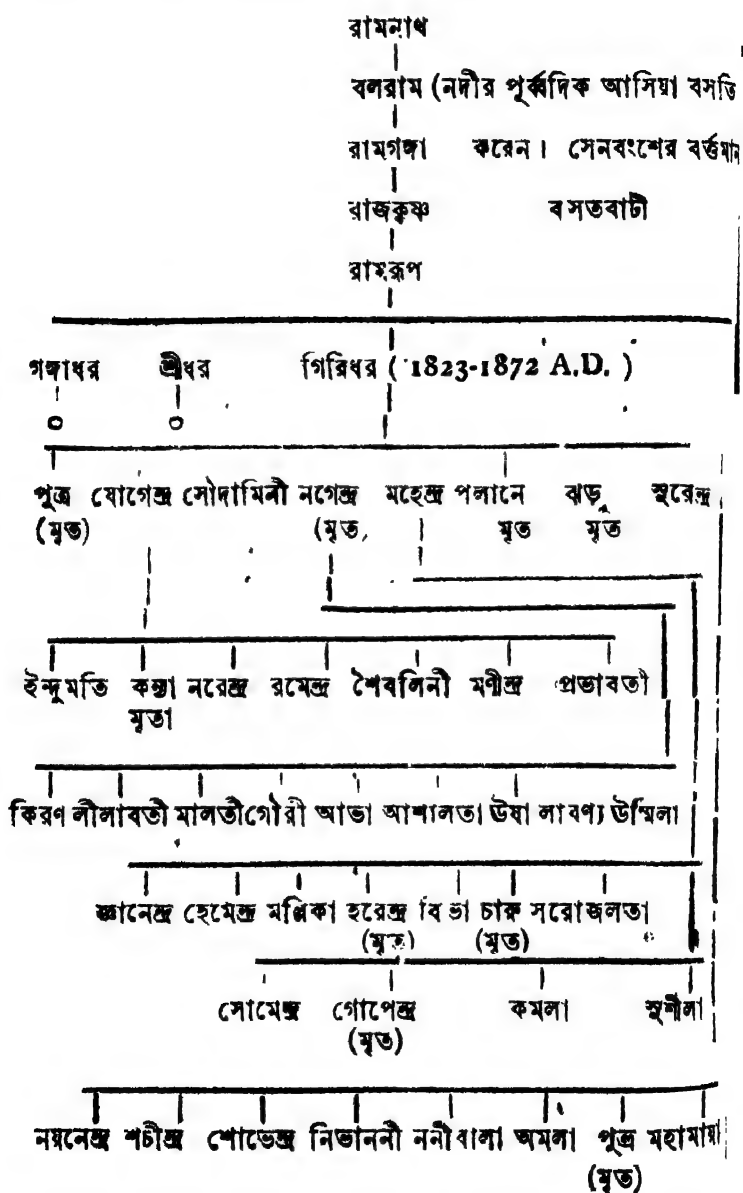 রামনাথ
বলরাম (নদীর পূর্ব্বদিক আসিয়া বসতি
রামগঙ্গা করেন। সেনবংশের বর্ত্তমান
রাজকৃষ্ণ বসতবাটী
রামরূপ
গঙ্গাধর শ্রীধর গিরিধর ( 1823-1872 A.D. )
পুত্র যোগেন্দ্র সৌদামিনী নগেন্দ্র মহেন্দ্র পলানে ঝড়ু সুরেন্দ্র
(মৃত) (মৃত, মৃত মৃত
ইন্দুমতি কন্যা নরেন্দ্র রমেন্দ্র শৈবলিনী মণীন্দ্র প্রভাবতী
মৃতা
কিরণ লীলাবতী মালতী গৌরী আভা আশালতা ঊষা লাবণ্য ঊর্ম্মিলা
জ্ঞানেন্দ্র হেমেন্দ্র মল্লিকা হরেন্দ্র বিভা চারু সরোজলতা
(মৃত) (মৃত)
সোমেন্দ্র গোপেন্দ্র কমলা সুশীলা
(মৃত)
নয়নেন্দ্র শচীন্দ্র শোভেন্দ্র নিভাননী ননীবালা অমলা পুত্র মহামায়া
(মৃত)